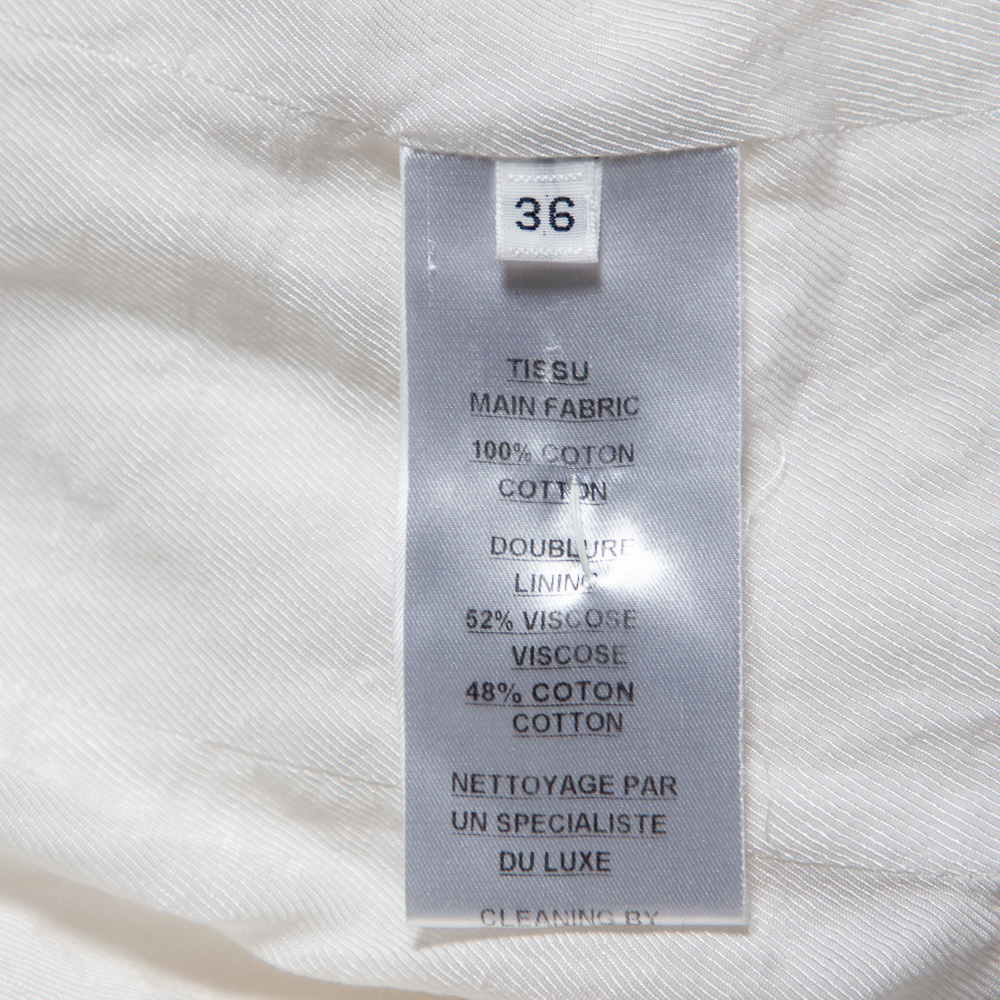 36
TISSU
MAIN FABRIC
100% COTON
COTTON
DOUBLURE
LINING
52% VISCOSE
VISCOSE
48% COTON
COTTON
NETTOYAGE PAR
UN SPECIALISTE
DU LUXE
CLEANING BY